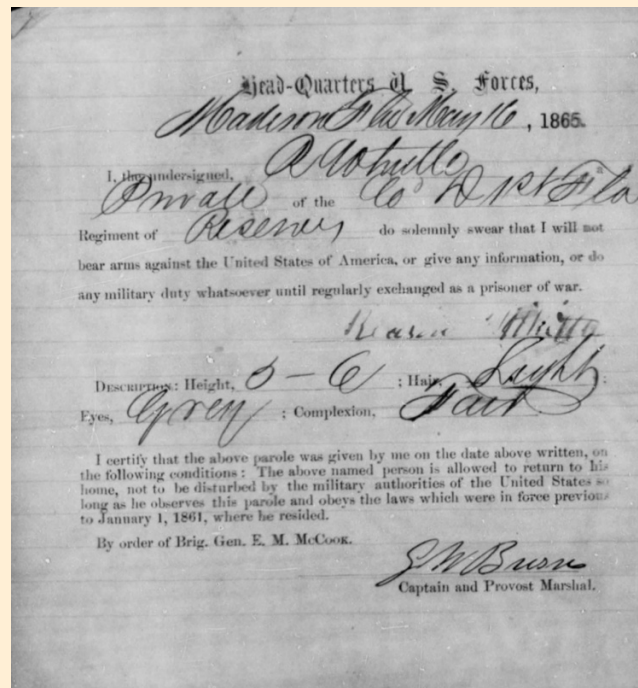 Head-Quarters U. S. Forces,
Madison Fla May 16, 1865.
I, the undersigned, R Whittle
Private of the Co D 1st Fla
Regiment of Reserves do solemnly swear that I will not
bear arms against the United States of America, or give any information, or do
any military duty whatsoever until regularly exchanged as a prisoner of war.
DESCRIPTION: Height, 5-6; Hair, Light;
Eyes, Grey; Complexion, Fair
I certify that the above parole was given by me on the date above written, on
the following conditions: The above named person is allowed to return to his
home, not to be disturbed by the military authorities of the United States so
long as he observes this parole and obeys the laws which were in force previous
to January 1, 1861, where he resided.
By order of Brig. Gen. E. M. McCook.
Captain and Provost Marshal.